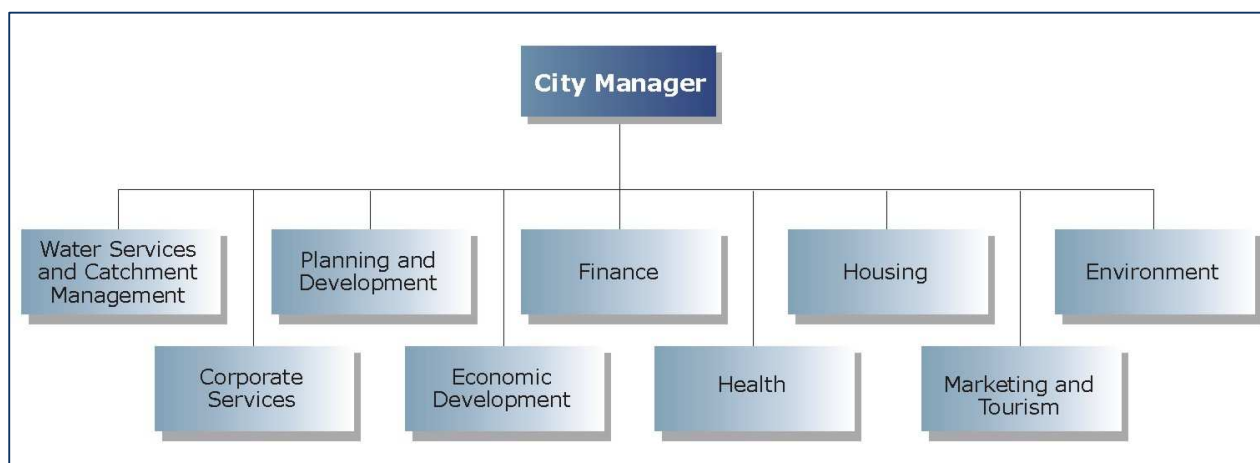 City Manager
Water Services
and Catchment
Management
Planning and
Development
Finance
Housing
Environment
Corporate
Services
Economic
Development
Health
Marketing and
Tourism